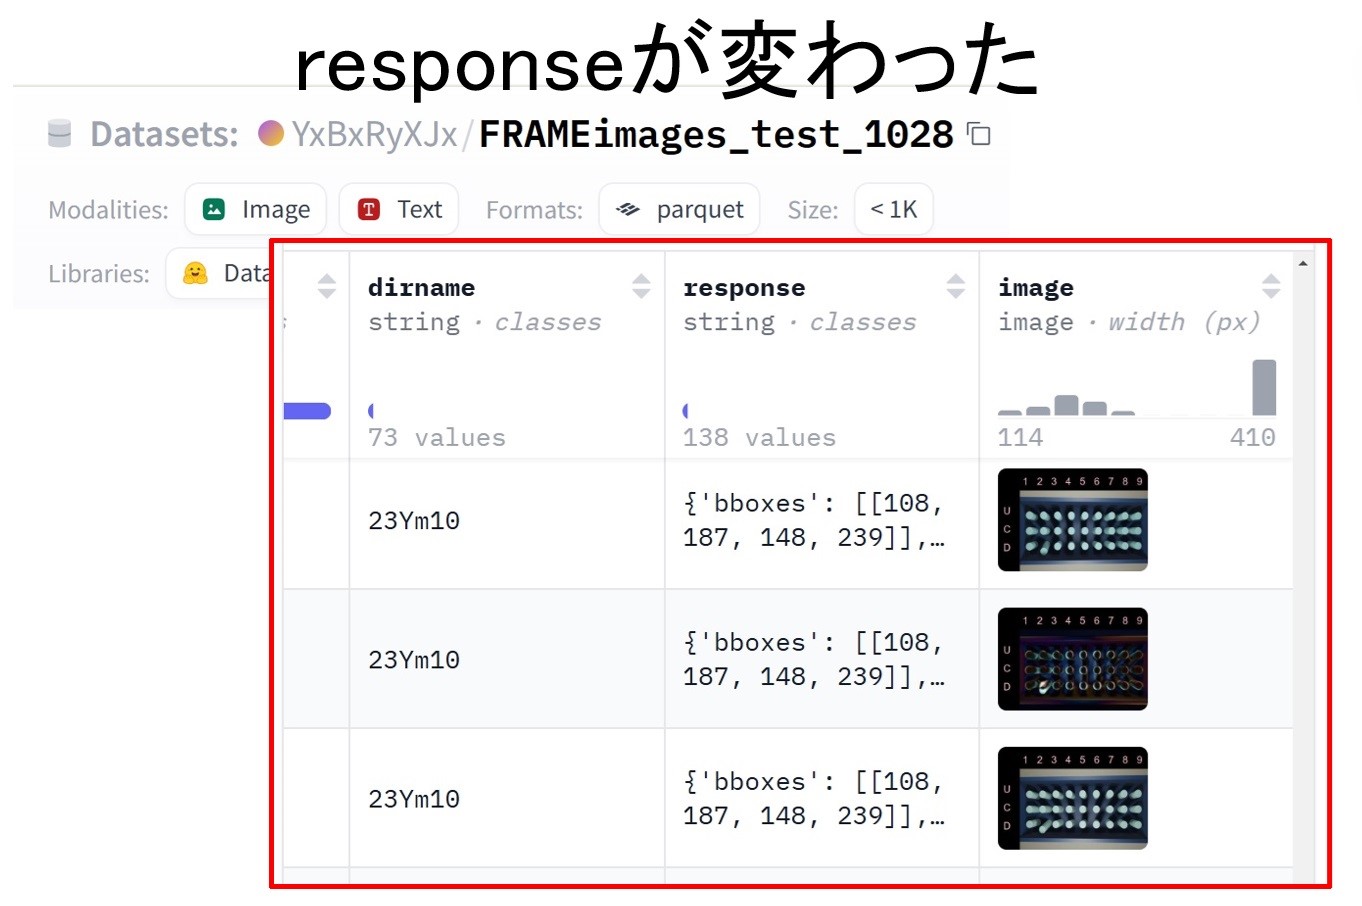 responseが変わった
Datasets: YxBxRyXJx/FRAMEimages_test_1028
Modalities: Image Text Formats: parquet Size: < 1K
Libraries: Data
dirname response image
string · classes string · classes image · width (px)
73 values 138 values 114 410
23Ym10 {'bboxes': [[108, 187, 148, 239]],…
1 2 3 4 5 6 7 8 9
U
C
D
23Ym10 {'bboxes': [[108, 187, 148, 239]],…
1 2 3 4 5 6 7 8 9
U
C
D
23Ym10 {'bboxes': [[108, 187, 148, 239]],…
1 2 3 4 5 6 7 8 9
U
C
D